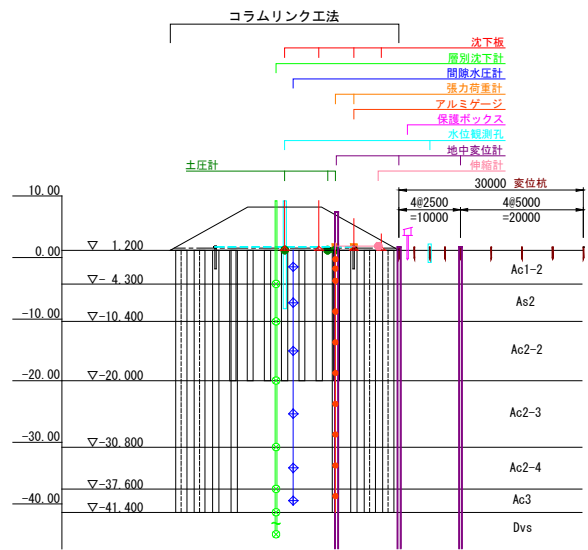 コラムリンク工法
沈下板
層別沈下計
間隙水圧計
張力荷重計
アルミゲージ
保護ボックス
水位観測孔
地中変位計
土圧計
伸縮計
30000 変位杭
4@2500
=10000
4@5000
=20000
10.00
▽ 1.200
0.00
Ac1-2
▽- 4.300
As2
-10.00
▽-10.400
Ac2-2
-20.00
▽-20.000
Ac2-3
-30.00
▽-30.800
Ac2-4
▽-37.600
-40.00
Ac3
▽-41.400
Dvs